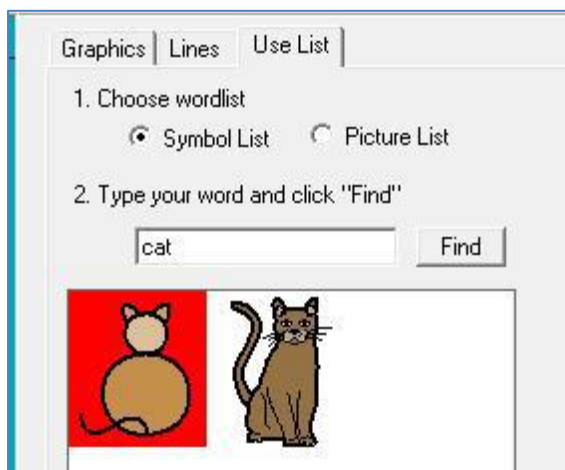 Graphics Lines Use List
1. Choose wordlist
Symbol List Picture List
2. Type your word and click "Find"
cat Find